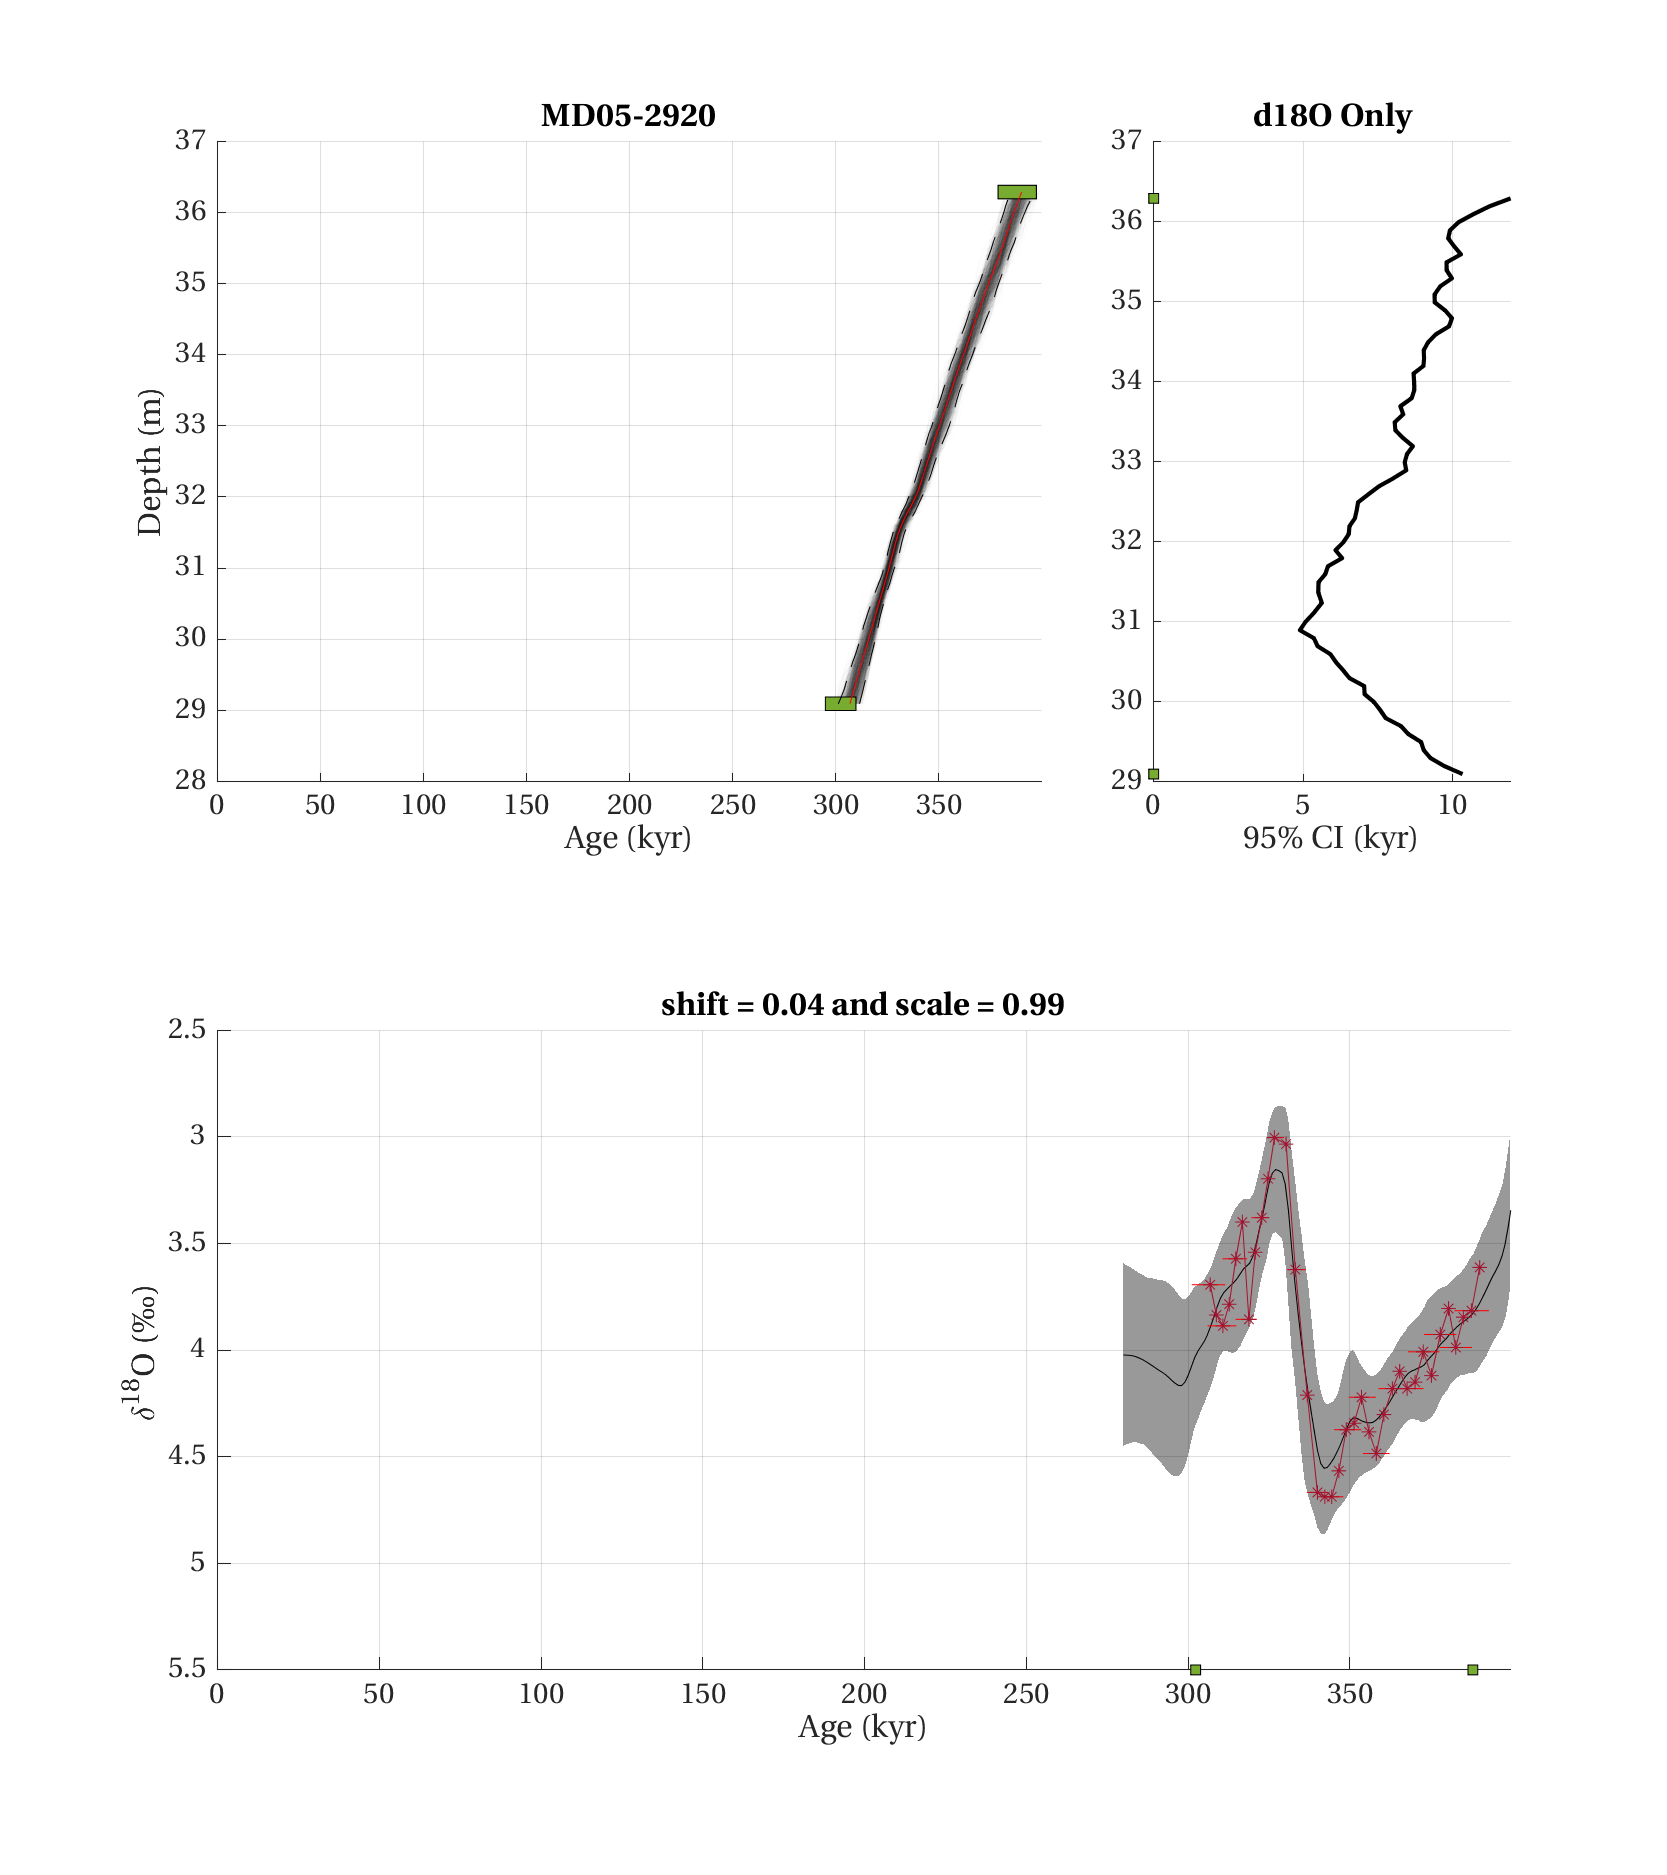 MD05-2920
37
36
35
34
33
32
31
30
29
28
Depth (m)
0 50 100 150 200 250 300 350
Age (kyr)
d18O Only
37
36
35
34
33
32
31
30
29
0 5 10
95% CI (kyr)
shift = 0.04 and scale = 0.99
2.5
3
3.5
4
4.5
5
5.5
δ18O (‰)
0 50 100 150 200 250 300 350
Age (kyr)